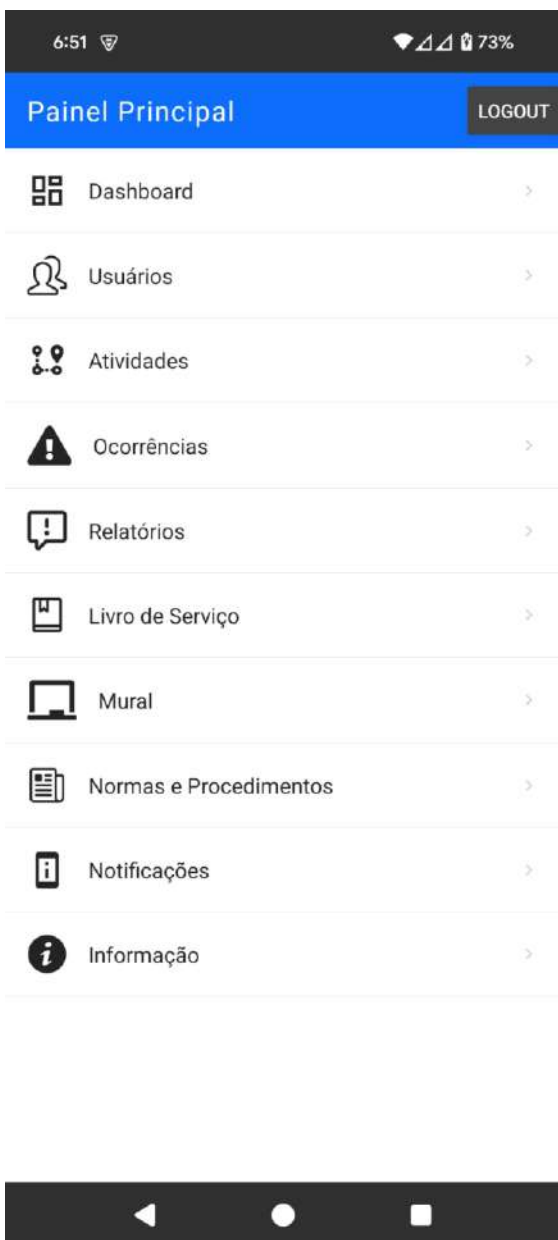 6:51 73%
Painel Principal LOGOUT
Dashboard
Usuários
Atividades
Ocorrências
Relatórios
Livro de Serviço
Mural
Normas e Procedimentos
Notificações
Informação